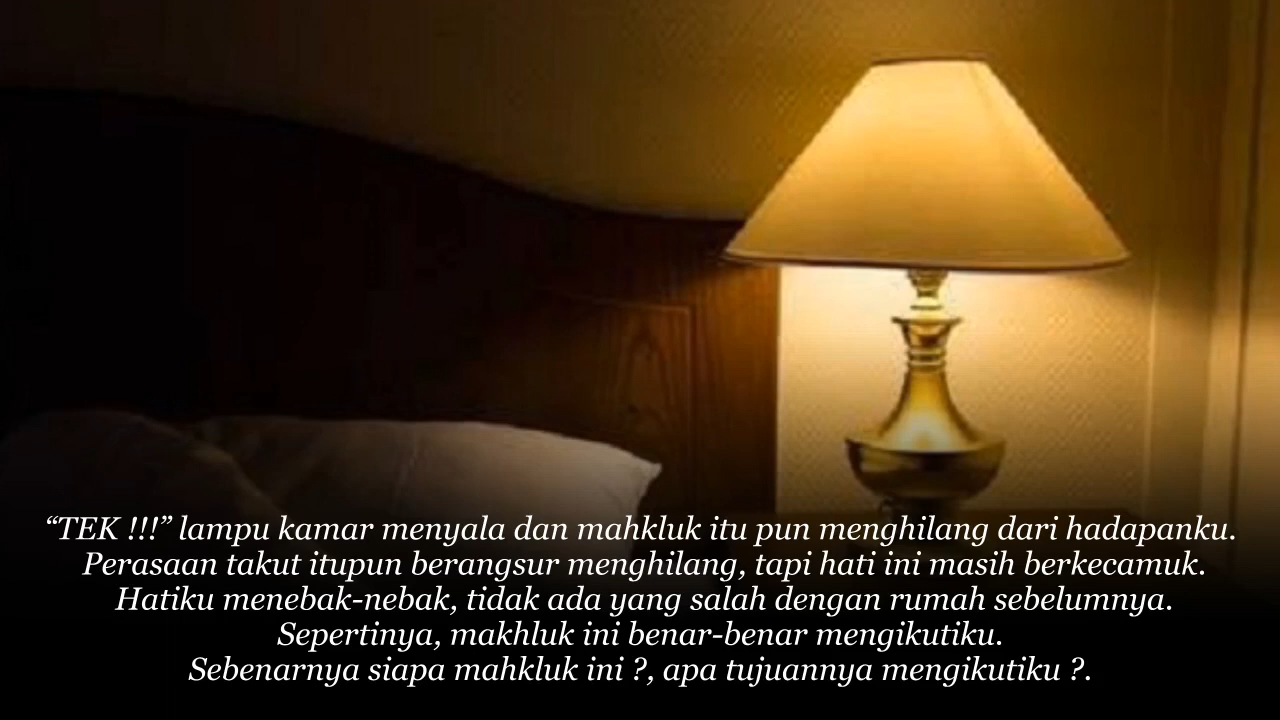 “TEK !!!” lampu kamar menyala dan mahkluk itu pun menghilang dari hadapanku.
Perasaan takut itupun berangsur menghilang, tapi hati ini masih berkecamuk.
Hatiku menebak-nebak, tidak ada yang salah dengan rumah sebelumnya.
Sepertinya, makhluk ini benar-benar mengikutiku.
Sebenarnya siapa mahkluk ini ?, apa tujuannya mengikutiku ?.